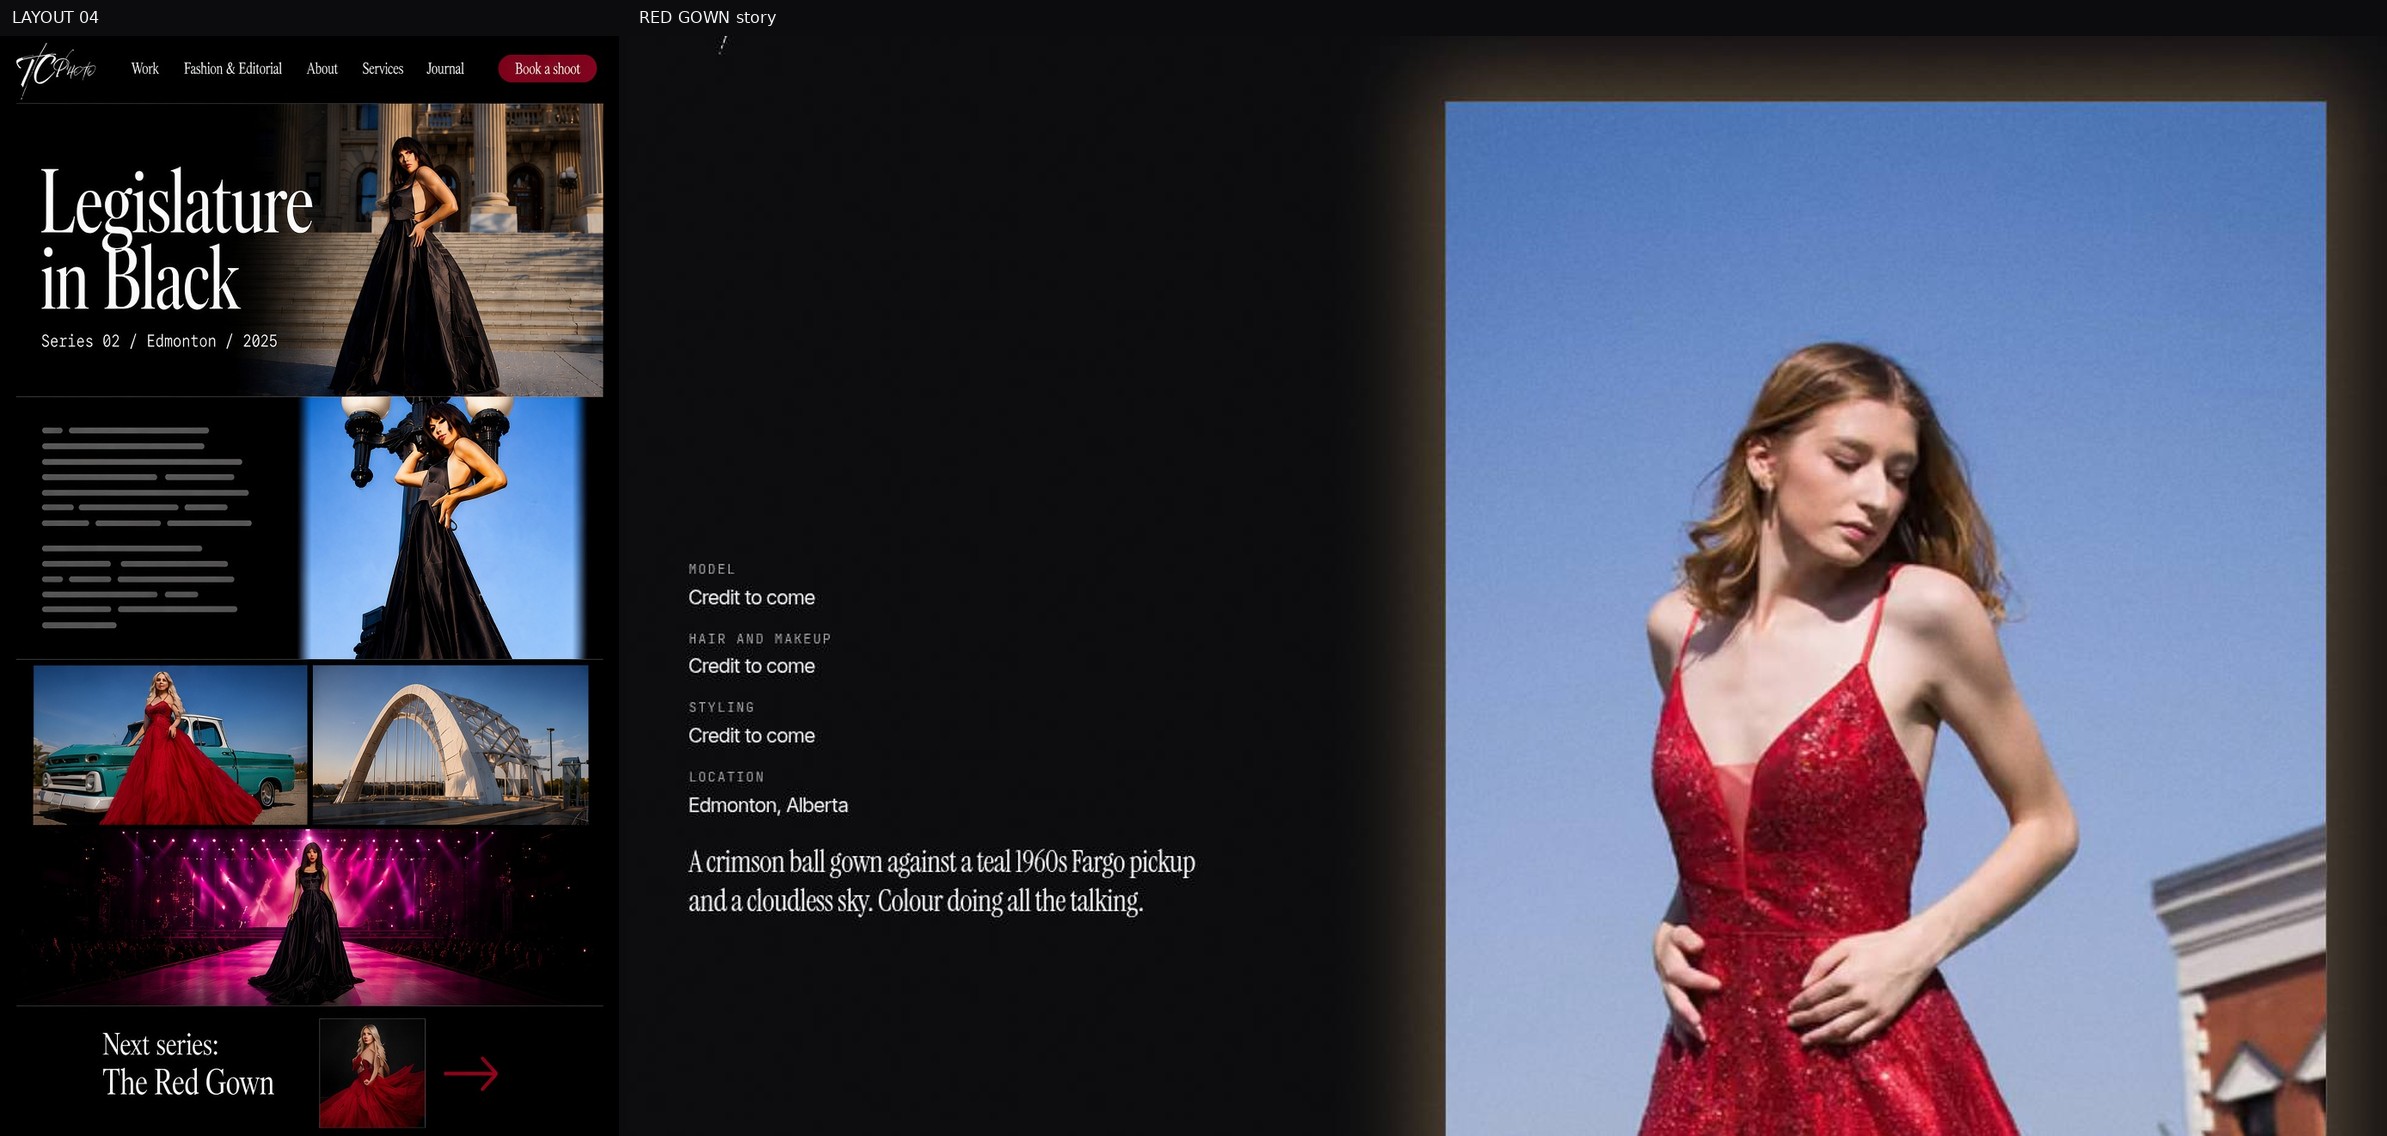 LAYOUT 04
TCPhoto
Work
Fashion & Editorial
About
Services
Journal
Book a shoot
Legislature
in Black
Series 02 / Edmonton / 2025
Next series:
The Red Gown
RED GOWN story
MODEL
Credit to come
HAIR AND MAKEUP
Credit to come
STYLING
Credit to come
LOCATION
Edmonton, Alberta
A crimson ball gown against a teal 1960s Fargo pickup
and a cloudless sky. Colour doing all the talking.